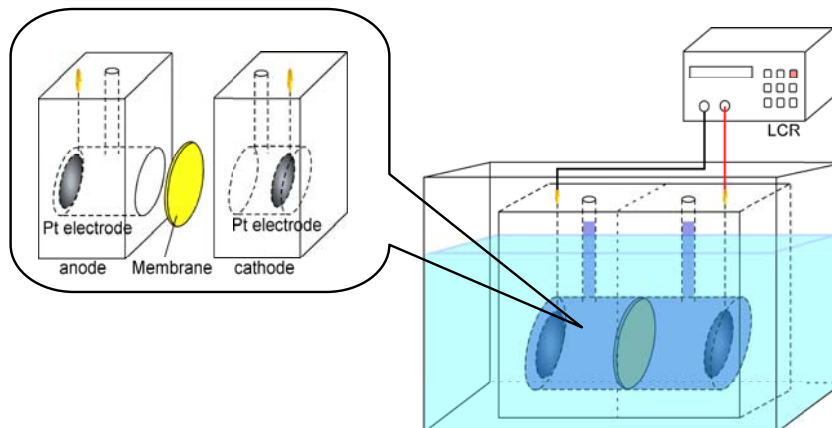 Pt electrode
Pt electrode
anode
Membrane
cathode
LCR